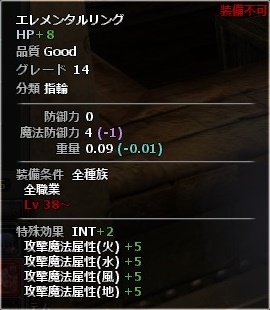 装備不可
エレメンタルリング
HP+8
品質 Good
グレード 14
分類 指輪
防御力 0
魔法防御力 4 (-1)
重量 0.09 (-0.01)
装備条件 全種族
全職業
Lv 38~
特殊効果 INT+2
攻撃魔法属性(火) +5
攻撃魔法属性(水) +5
攻撃魔法属性(風) +5
攻撃魔法属性(地) +5